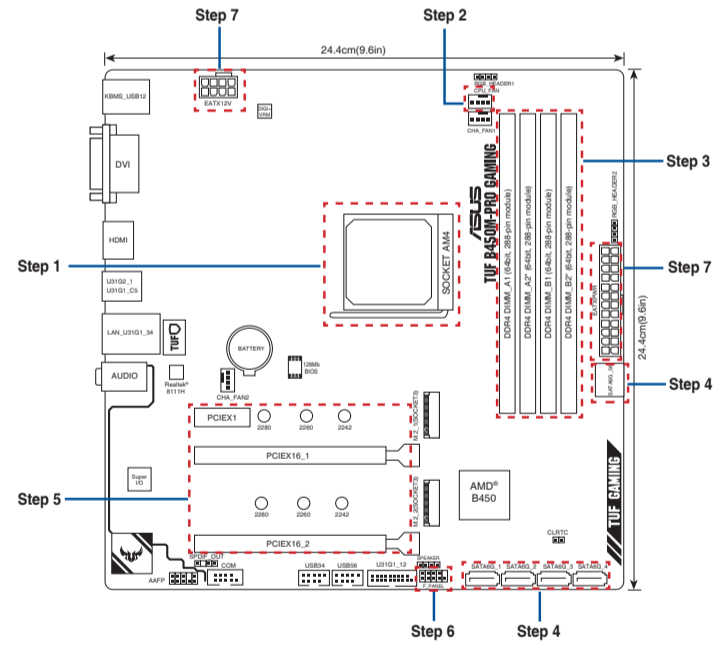 Step 7
Step 2
24.4cm(9.6in)
KBMS_USB12
EATX12V
DIGI+
VRM
RGB_HEADER1
CPU_FAN
CHA_FAN1
Step 3
DVI
RGB_HEADER2
ASUS
TUF B450M-PRO GAMING
DDR4 DIMM_A1 (64bit, 288-pin module)
DDR4 DIMM_A2* (64bit, 288-pin module)
DDR4 DIMM_B1 (64bit, 288-pin module)
DDR4 DIMM_B2* (64bit, 288-pin module)
HDMI
Step 1
SOCKET AM4
EATXPWR
Step 7
24.4cm(9.6in)
U31G2_1
U31G1_C5
LAN_U31G1_34
TUF
BATTERY
128Mb
BIOS
AUDIO
Realtek®
8111H
CHA_FAN2
Step 4
PCIEX1
2280
2260
2242
M.2_1(SOCKET3)
PCIEX16_1
Super
I/O
Step 5
2280
2260
2242
M.2_2(SOCKET3)
AMD®
B450
TUF GAMING
CLRTC
PCIEX16_2
SPDIF_OUT
AAFP
COM
USB34
USB56
U31G1_12
SPEAKER
F_PANEL
SATA6G_1
SATA6G_2
SATA6G_3
SATA6G_4
Step 6
Step 4